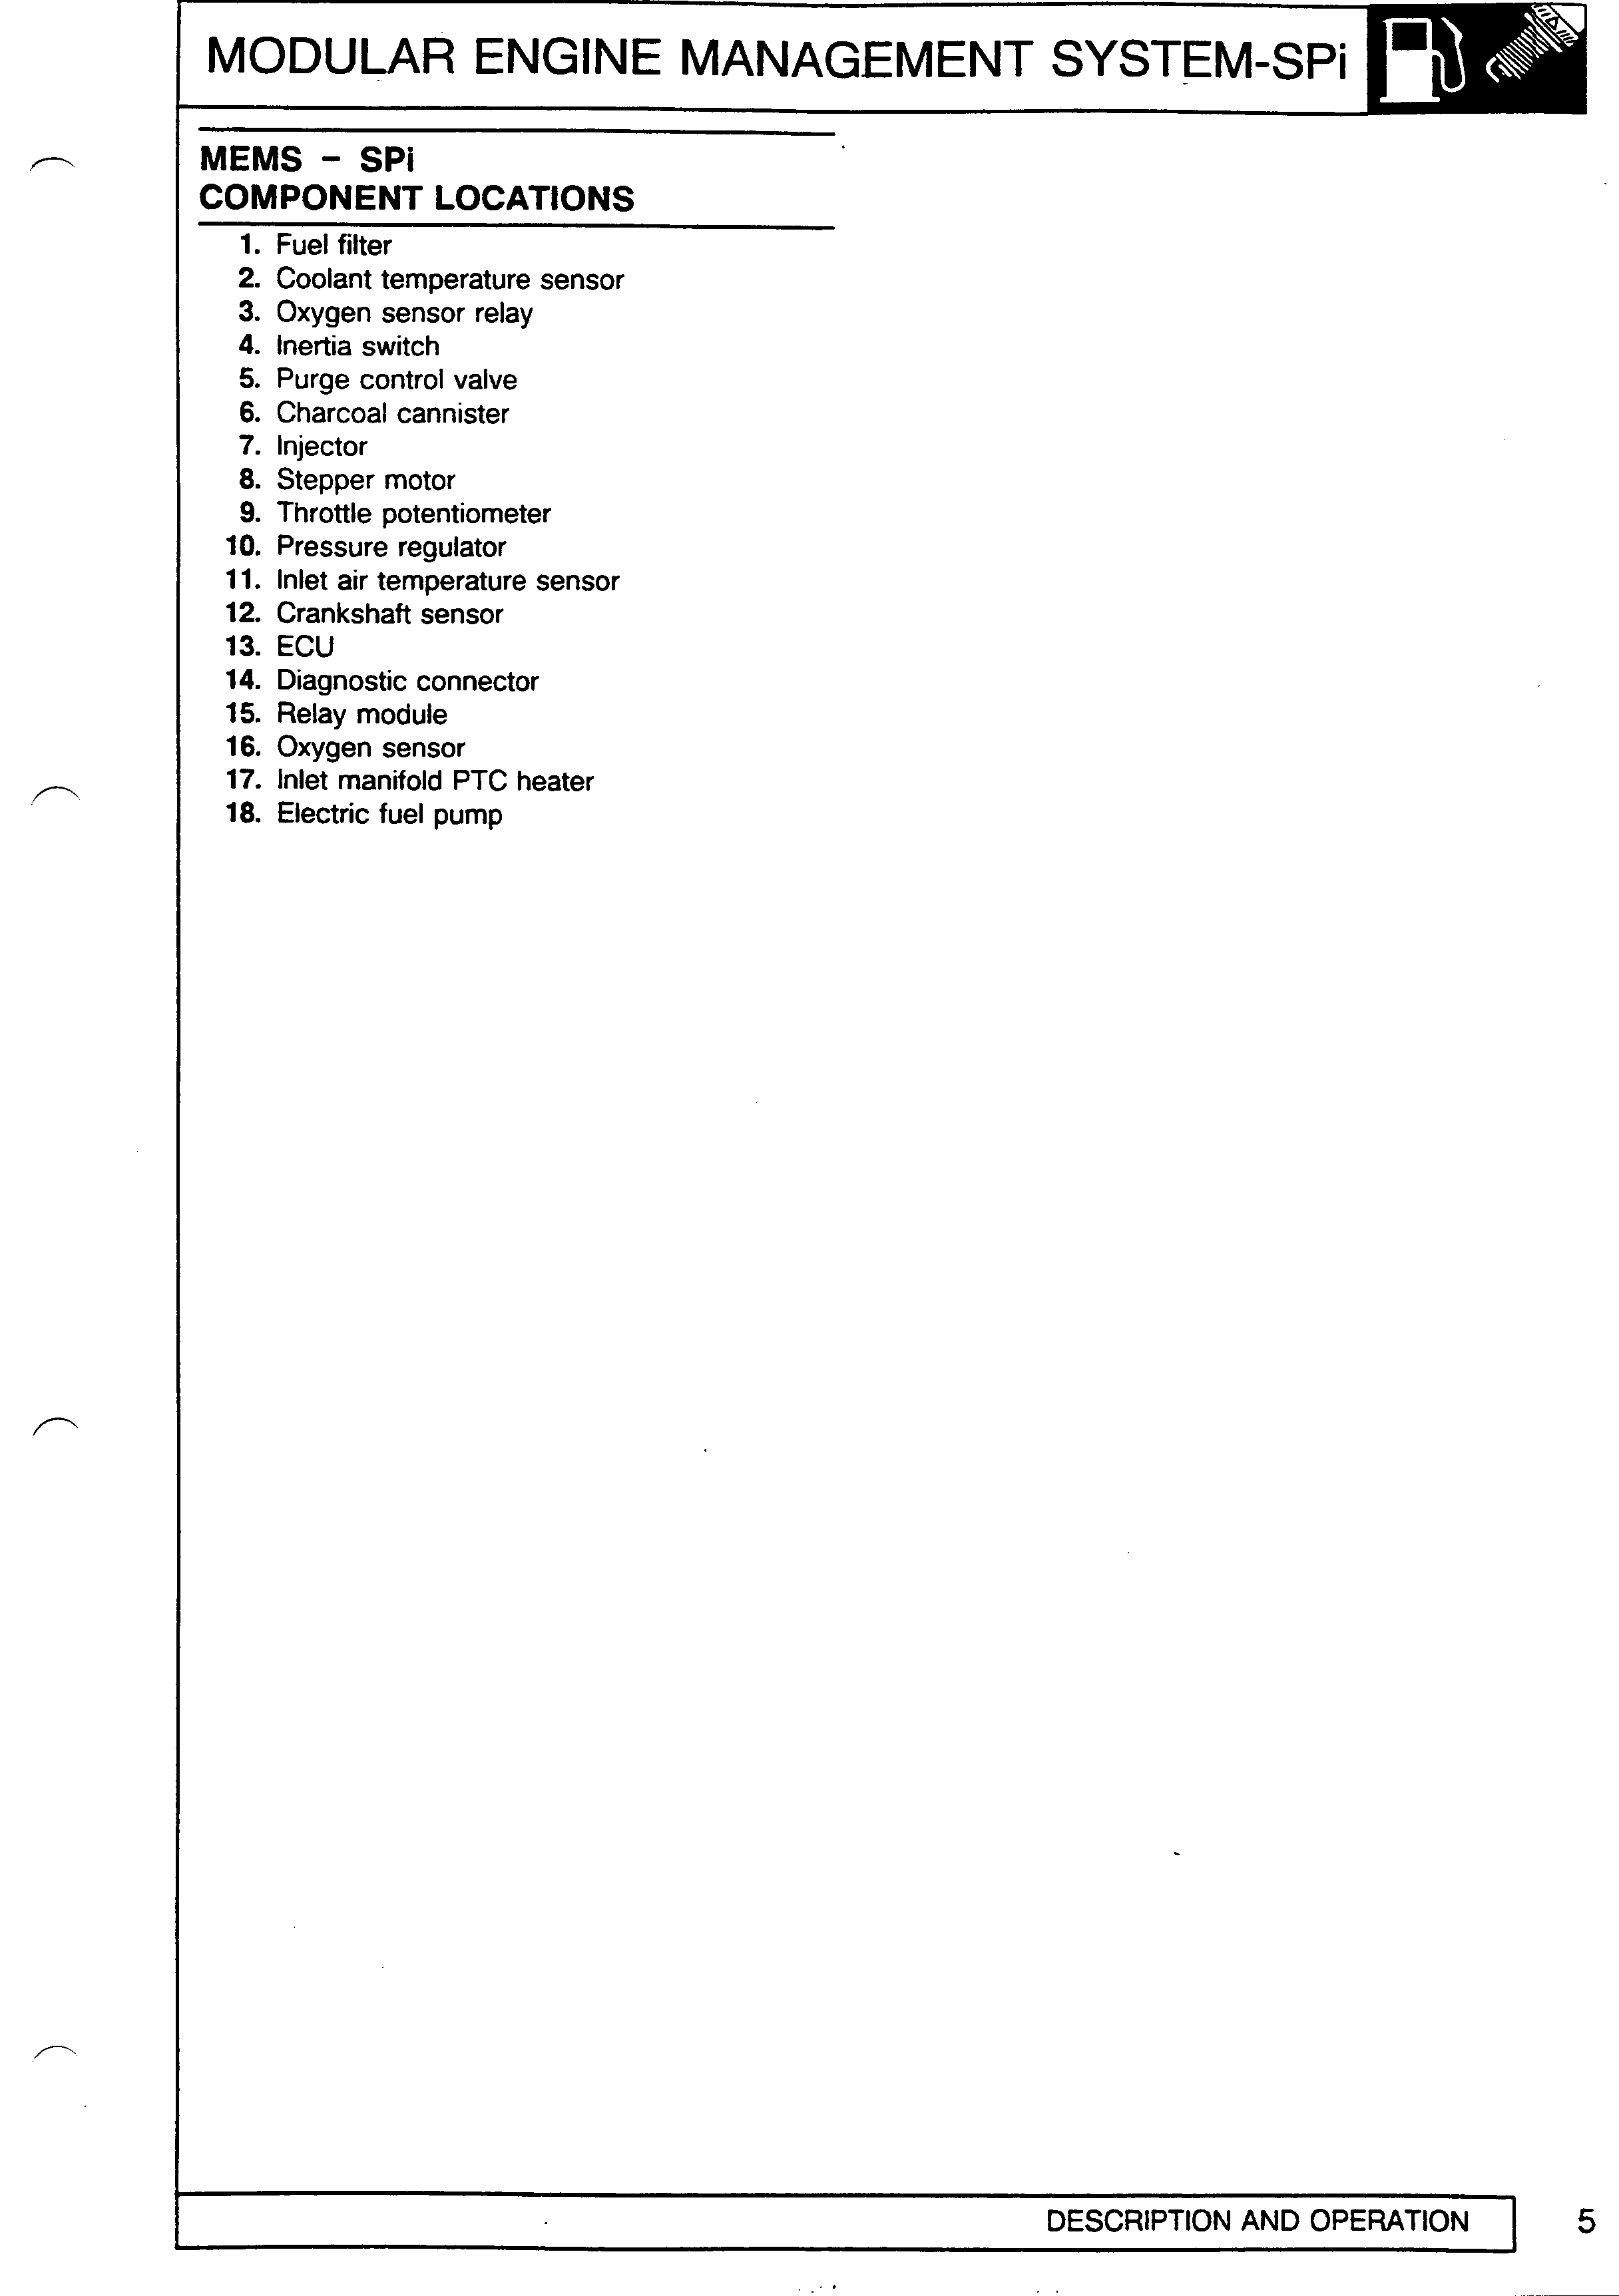 MODULAR ENGINE MANAGEMENT SYSTEM-SPi
MEMS - SPi
COMPONENT LOCATIONS
1. Fuel filter
2. Coolant temperature sensor
3. Oxygen sensor relay
4. Inertia switch
5. Purge control valve
6. Charcoal cannister
7. Injector
8. Stepper motor
9. Throttle potentiometer
10. Pressure regulator
11. Inlet air temperature sensor
12. Crankshaft sensor
13. ECU
14. Diagnostic connector
15. Relay module
16. Oxygen sensor
17. Inlet manifold PTC heater
18. Electric fuel pump
DESCRIPTION AND OPERATION
5